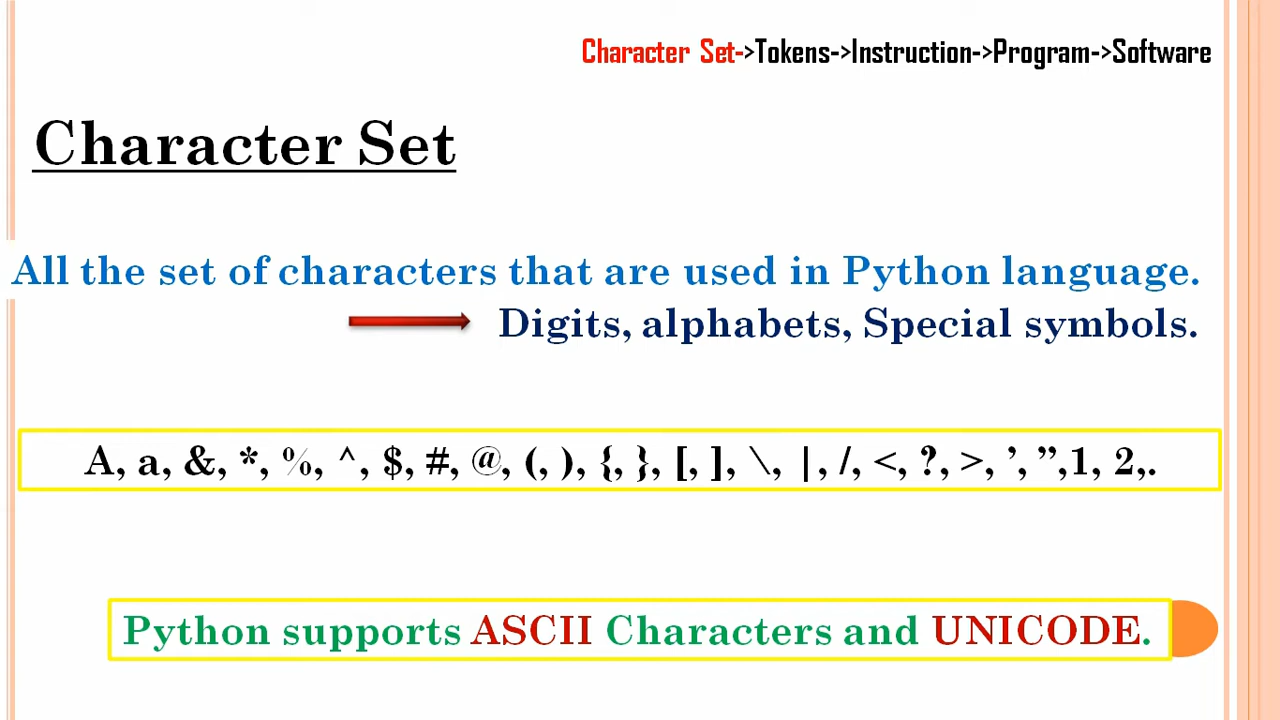 Character Set->Tokens->Instruction->Program->Software
Character Set
All the set of characters that are used in Python language.
Digits, alphabets, Special symbols.
A, a, &, *, %, ^, $, #, @, (, ), {, }, [, ], \, |, /, <, ?, >, ’, ”,1, 2,.
Python supports ASCII Characters and UNICODE.